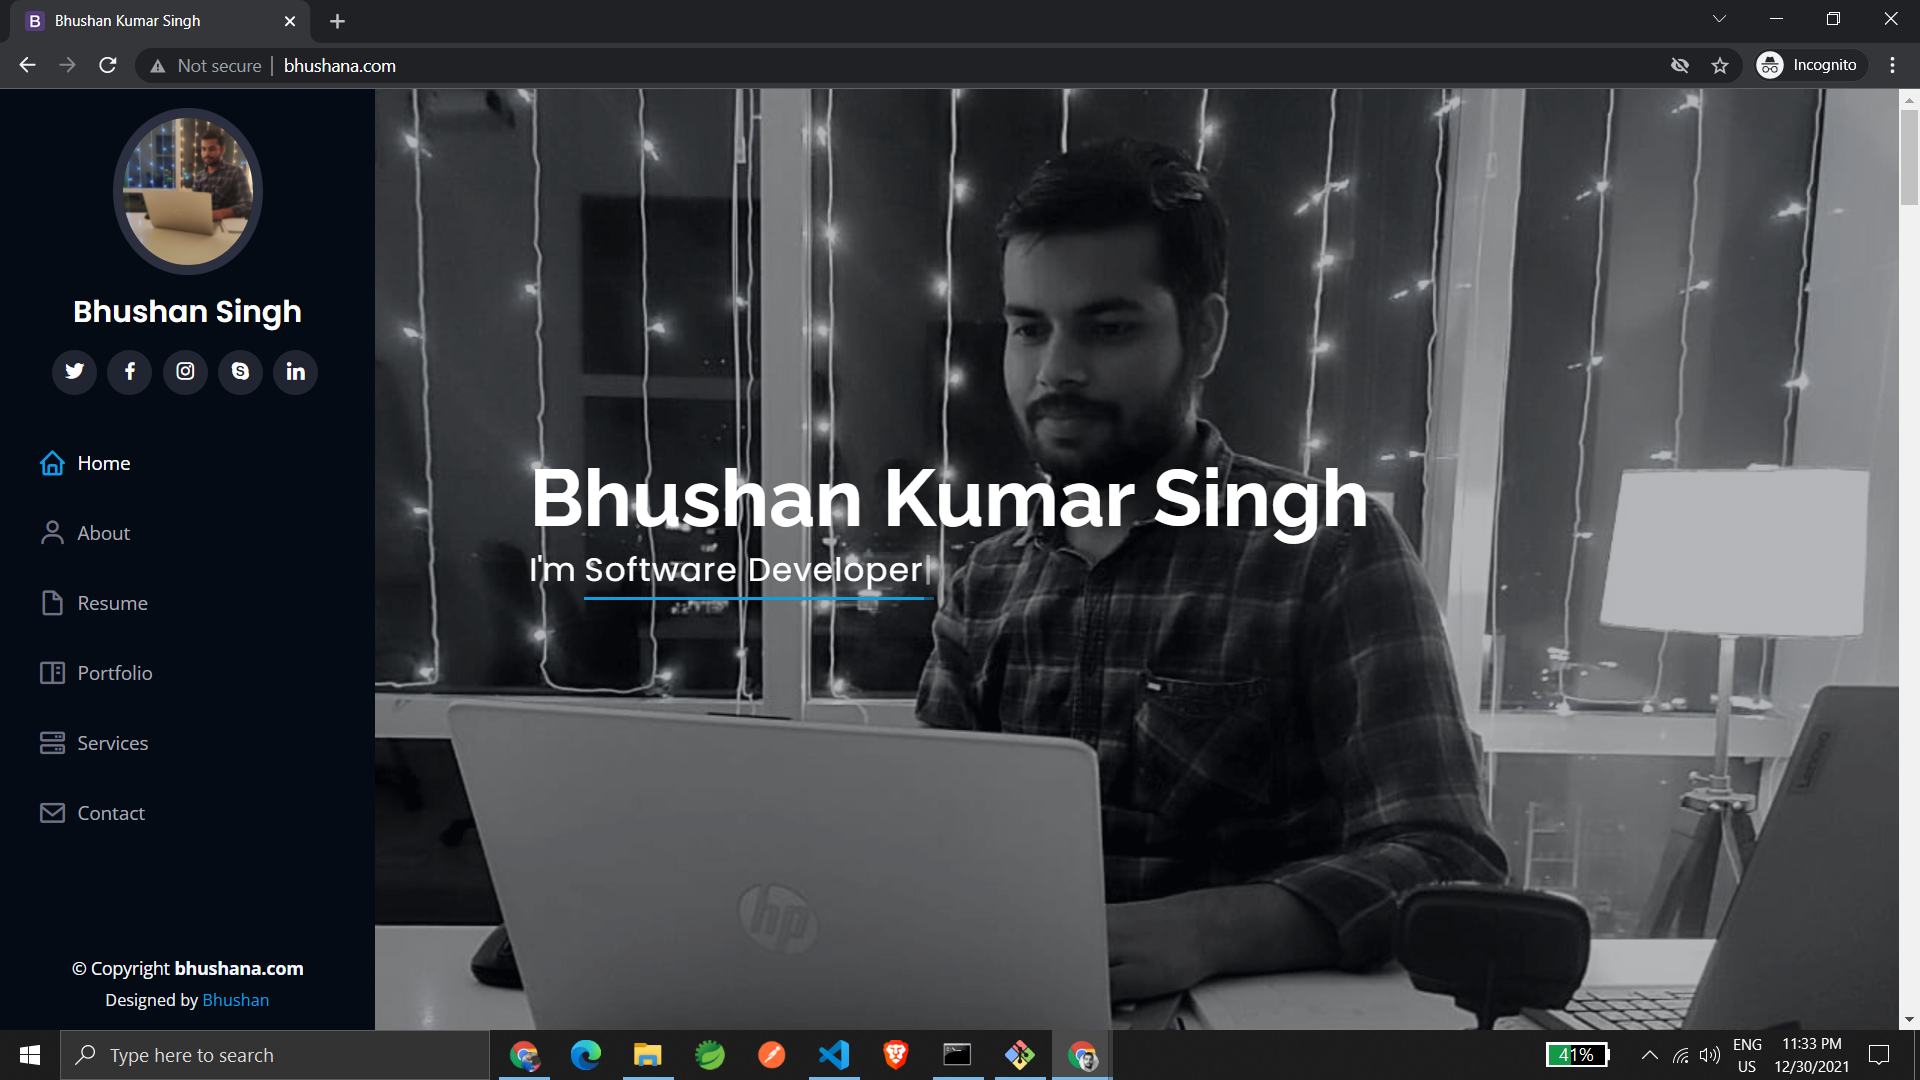 B Bhushan Kumar Singh
Not secure | bhushana.com
Incognito
Bhushan Singh
Home
About
Resume
Portfolio
Services
Contact
© Copyright bhushana.com
Designed by Bhushan
Bhushan Kumar Singh
I'm Software Developer|
hp
Lenovo
Type here to search
41%
ENG
US
11:33 PM
12/30/2021